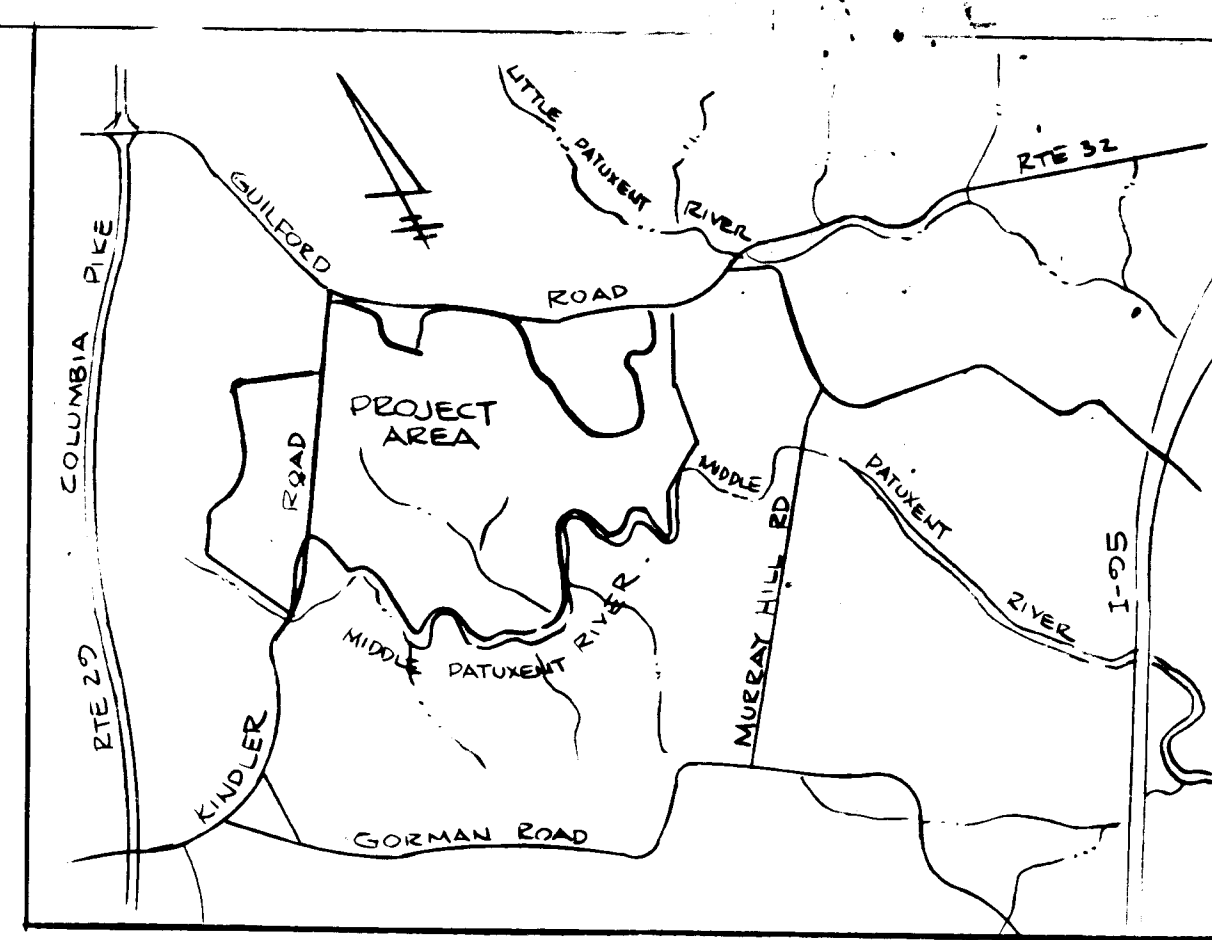 LITTLE
PATUXENT
RIVER
RTE 32
GUILFORD
ROAD
COLUMBIA PIKE
RTE 29
PROJECT
AREA
ROAD
KINDLER
MIDDLE
PATUXENT
RIVER
MIDDLE
PATUXENT
RIVER
MURRAY HILL RD
I-95
GORMAN ROAD